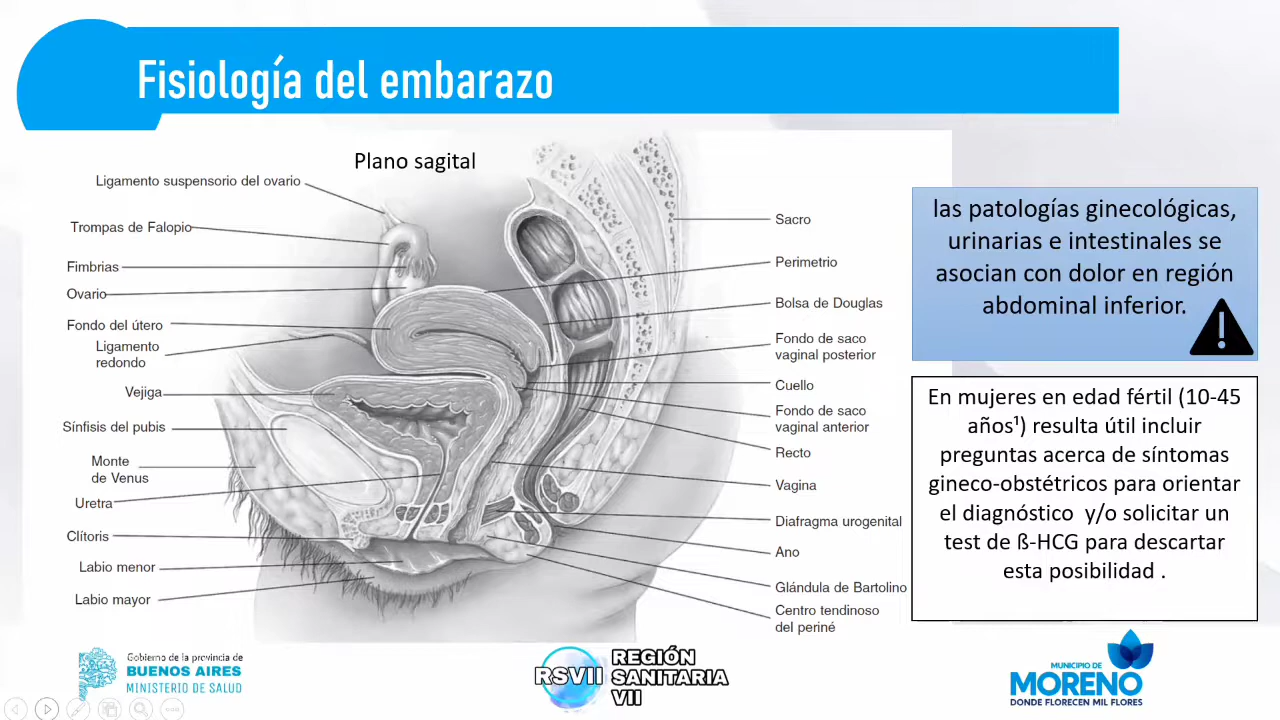 Fisiología del embarazo
Plano sagital
Ligamento suspensorio del ovario
Trompas de Falopio
Fimbrias
Ovario
Fondo del útero
Ligamento
redondo
Vejiga
Sínfisis del pubis
Monte
de Venus
Uretra
Clítoris
Labio menor
Labio mayor
Sacro
Perimetrio
Bolsa de Douglas
Fondo de saco
vaginal posterior
Cuello
Fondo de saco
vaginal anterior
Recto
Vagina
Diafragma urogenital
Ano
Glándula de Bartolino
Centro tendinoso
del periné
las patologías ginecológicas,
urinarias e intestinales se
asocian con dolor en región
abdominal inferior.
En mujeres en edad fértil (10-45
años¹) resulta útil incluir
preguntas acerca de síntomas
gineco-obstétricos para orientar
el diagnóstico  y/o solicitar un
test de ß-HCG para descartar
esta posibilidad .
Gobierno de la provincia de
BUENOS AIRES
MINISTERIO DE SALUD
RSVII
REGIÓN
SANITARIA
VII
MUNICIPIO DE
MORENO
DONDE FLORECEN MIL FLORES